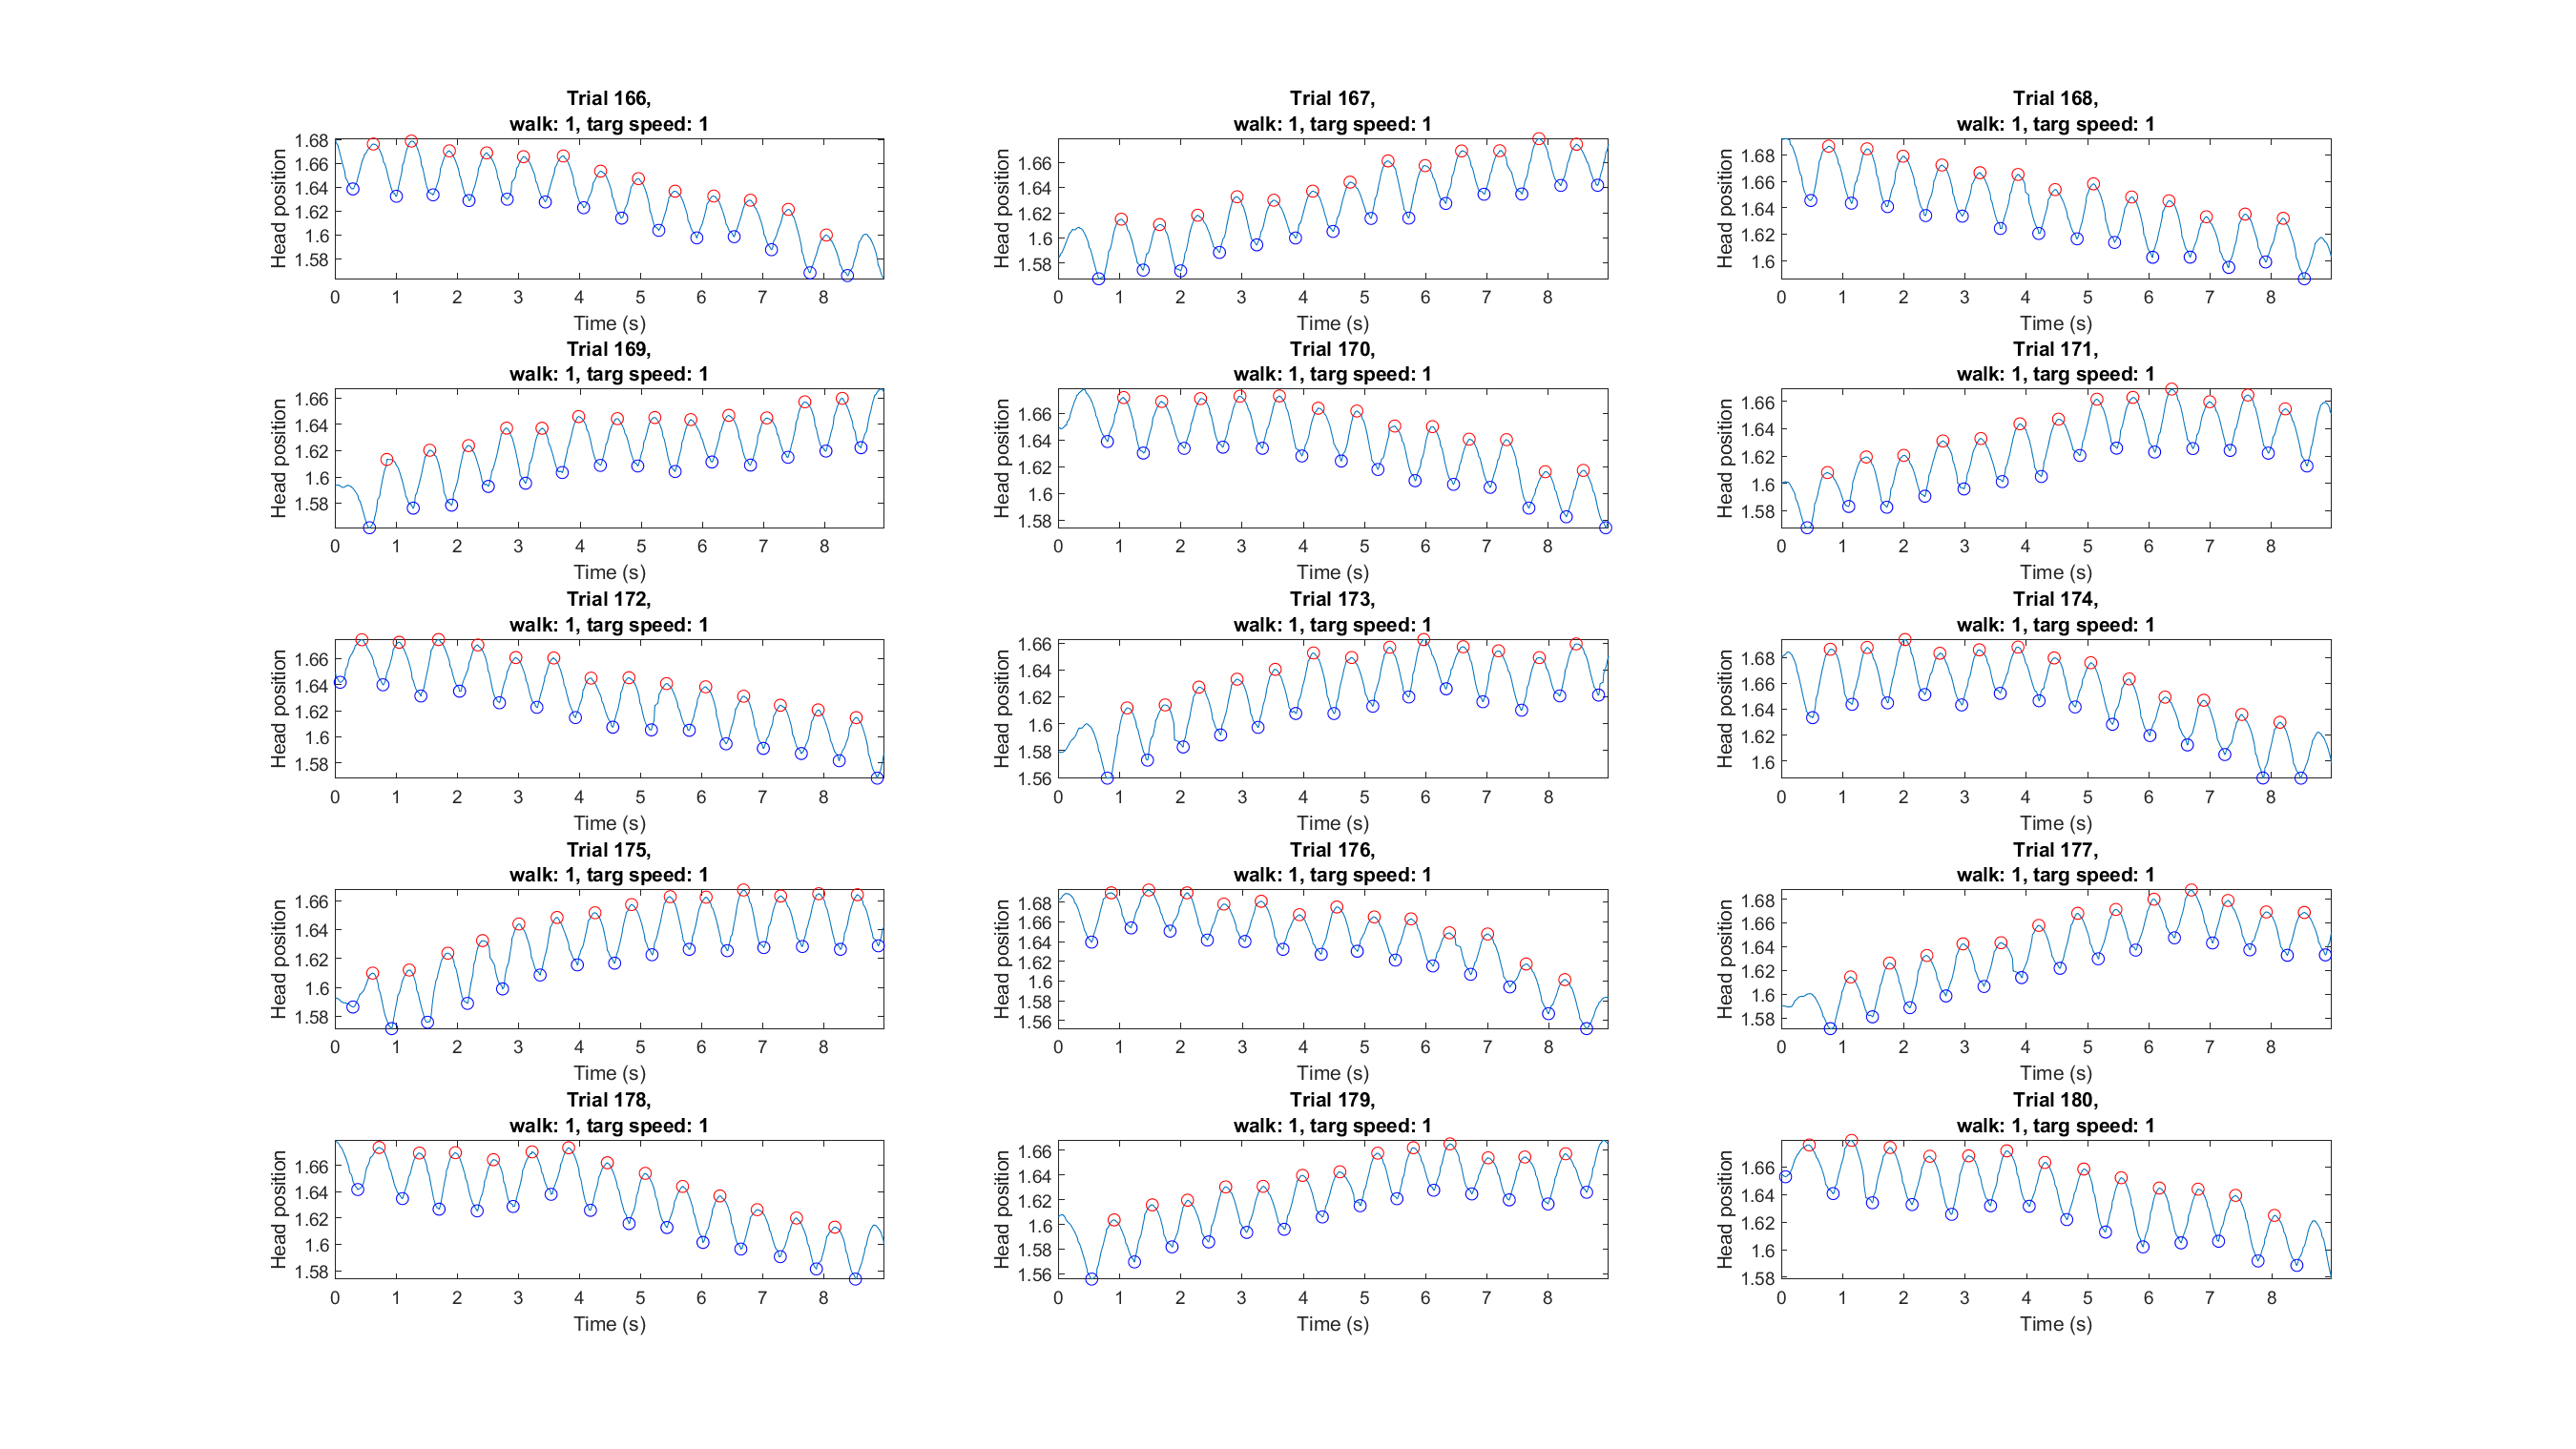 Trial 166,
walk: 1, targ speed: 1
Head position
1.68
1.66
1.64
1.62
1.6
1.58
0 1 2 3 4 5 6 7 8
Time (s)
Trial 167,
walk: 1, targ speed: 1
Head position
1.66
1.64
1.62
1.6
1.58
0 1 2 3 4 5 6 7 8
Time (s)
Trial 168,
walk: 1, targ speed: 1
Head position
1.68
1.66
1.64
1.62
1.6
0 1 2 3 4 5 6 7 8
Time (s)
Trial 169,
walk: 1, targ speed: 1
Head position
1.66
1.64
1.62
1.6
1.58
0 1 2 3 4 5 6 7 8
Time (s)
Trial 170,
walk: 1, targ speed: 1
Head position
1.66
1.64
1.62
1.6
1.58
0 1 2 3 4 5 6 7 8
Time (s)
Trial 171,
walk: 1, targ speed: 1
Head position
1.66
1.64
1.62
1.6
1.58
0 1 2 3 4 5 6 7 8
Time (s)
Trial 172,
walk: 1, targ speed: 1
Head position
1.66
1.64
1.62
1.6
1.58
0 1 2 3 4 5 6 7 8
Time (s)
Trial 173,
walk: 1, targ speed: 1
Head position
1.66
1.64
1.62
1.6
1.58
1.56
0 1 2 3 4 5 6 7 8
Time (s)
Trial 174,
walk: 1, targ speed: 1
Head position
1.68
1.66
1.64
1.62
1.6
0 1 2 3 4 5 6 7 8
Time (s)
Trial 175,
walk: 1, targ speed: 1
Head position
1.66
1.64
1.62
1.6
1.58
0 1 2 3 4 5 6 7 8
Time (s)
Trial 176,
walk: 1, targ speed: 1
Head position
1.68
1.66
1.64
1.62
1.6
1.58
1.56
0 1 2 3 4 5 6 7 8
Time (s)
Trial 177,
walk: 1, targ speed: 1
Head position
1.68
1.66
1.64
1.62
1.6
1.58
0 1 2 3 4 5 6 7 8
Time (s)
Trial 178,
walk: 1, targ speed: 1
Head position
1.66
1.64
1.62
1.6
1.58
0 1 2 3 4 5 6 7 8
Time (s)
Trial 179,
walk: 1, targ speed: 1
Head position
1.66
1.64
1.62
1.6
1.58
1.56
0 1 2 3 4 5 6 7 8
Time (s)
Trial 180,
walk: 1, targ speed: 1
Head position
1.66
1.64
1.62
1.6
1.58
0 1 2 3 4 5 6 7 8
Time (s)